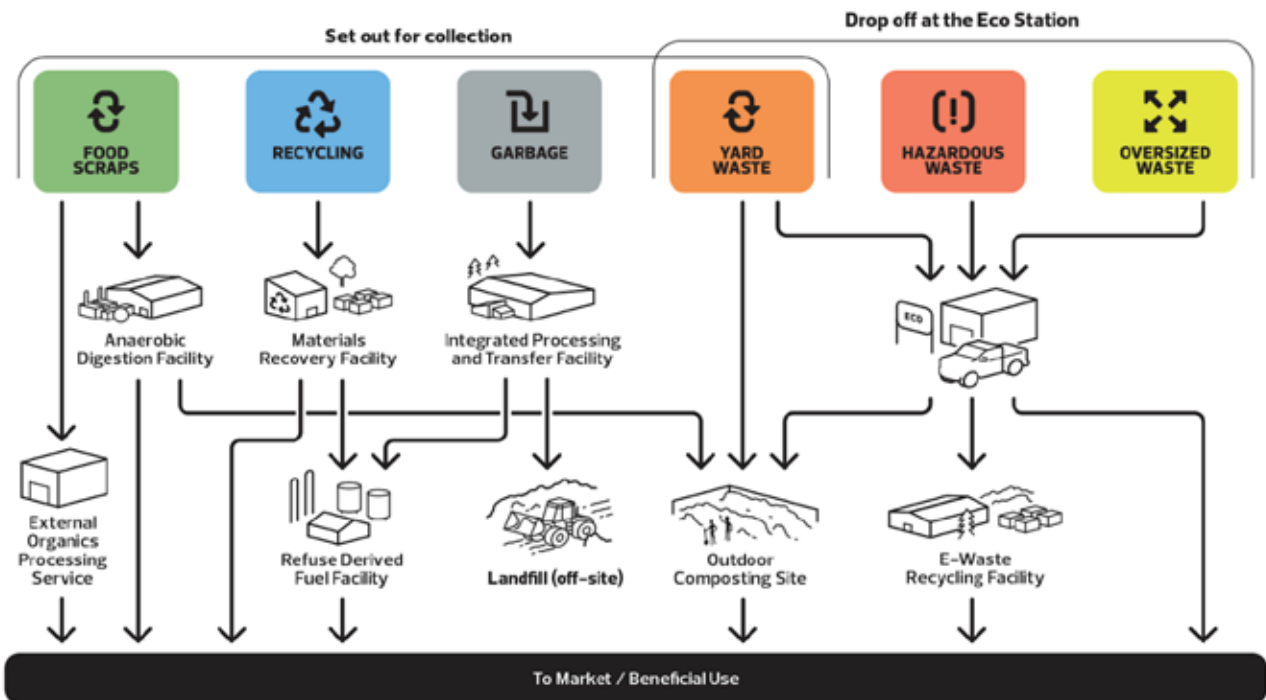 Set out for collection
Drop off at the Eco Station
FOOD
SCRAPS
RECYCLING
GARBAGE
YARD
WASTE
HAZARDOUS
WASTE
OVERSIZED
WASTE
Anaerobic
Digestion Facility
Materials
Recovery Facility
Integrated Processing
and Transfer Facility
ECO
External
Organics
Processing
Service
Refuse Derived
Fuel Facility
Landfill (off-site)
Outdoor
Composting Site
E-Waste
Recycling Facility
To Market / Beneficial Use